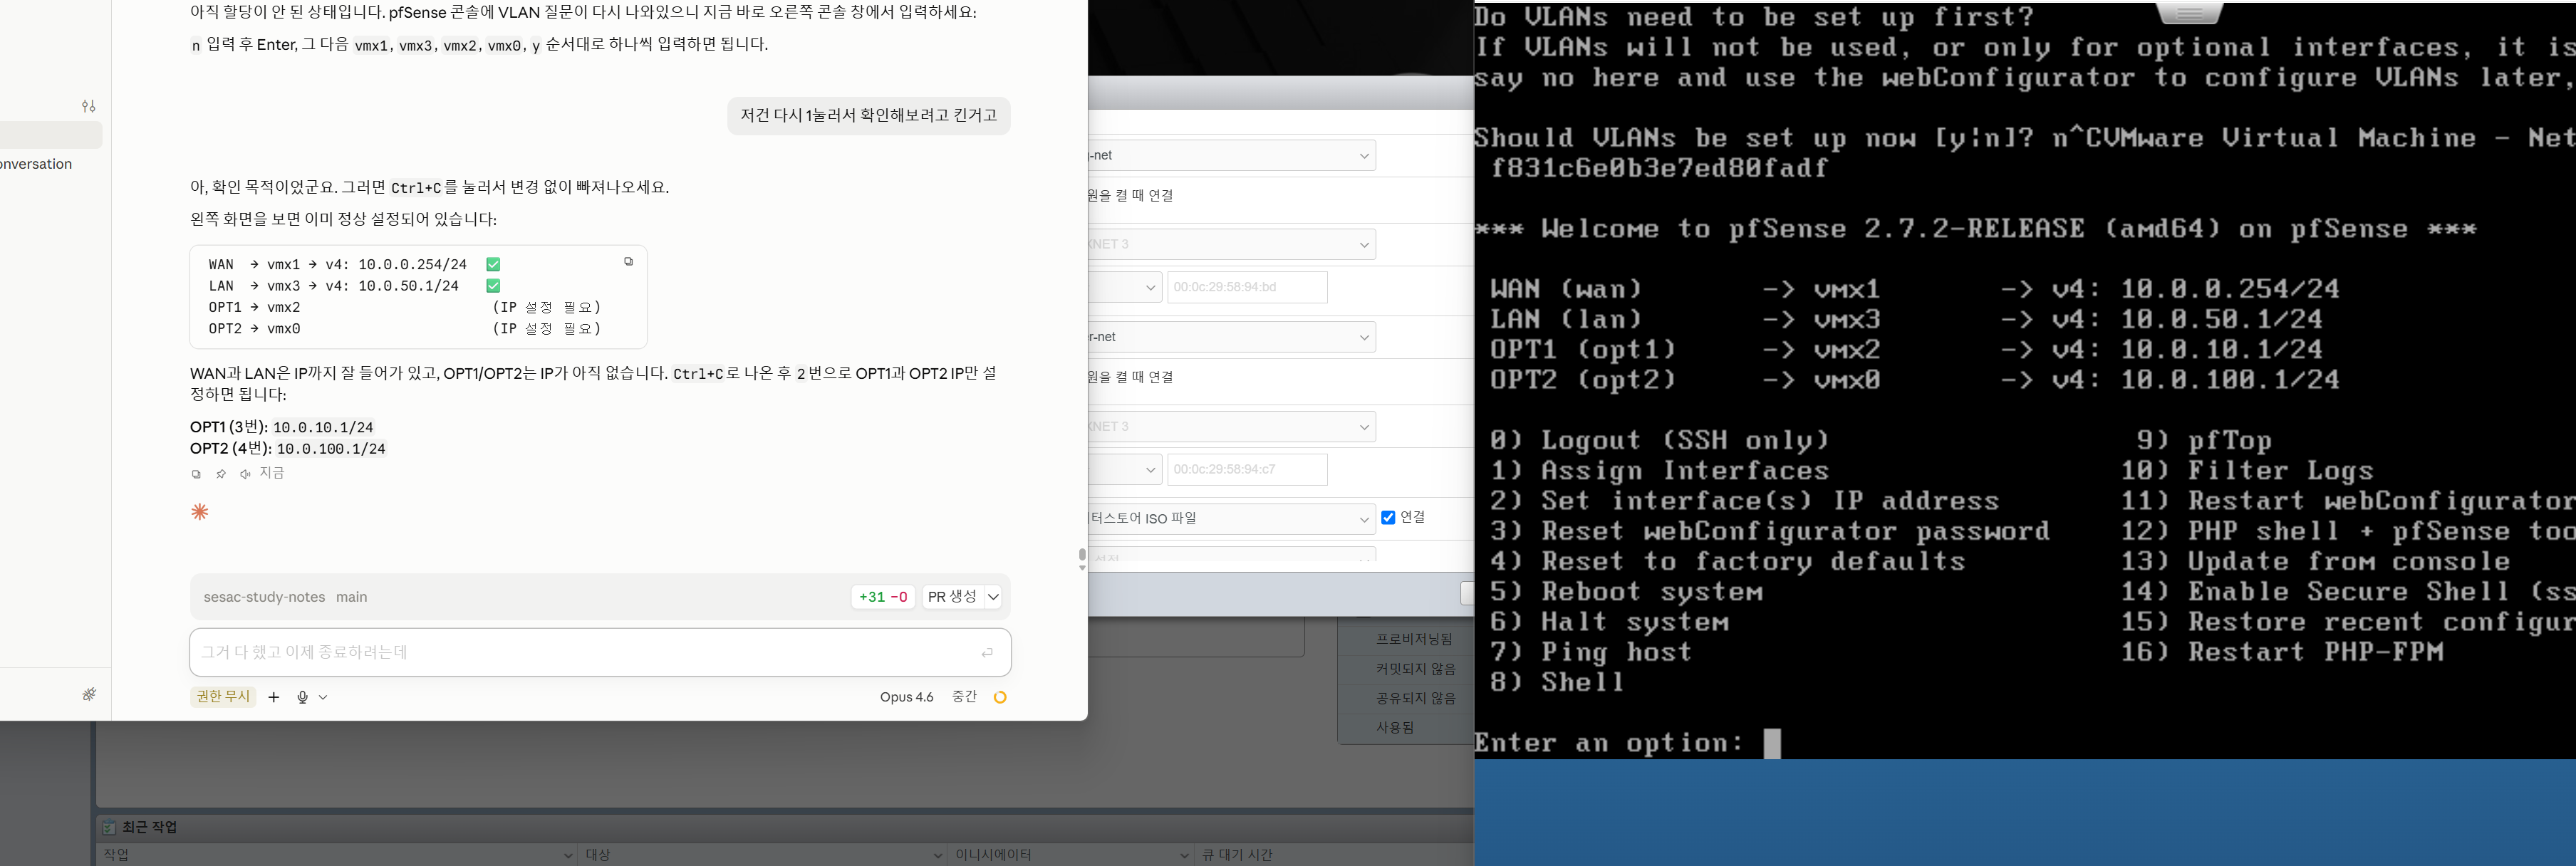 아직 할당이 안 된 상태입니다. pfSense 콘솔에 VLAN 질문이 다시 나와있으니 지금 바로 오른쪽 콘솔 창에서 입력하세요:
n 입력 후 Enter, 그 다음 vmx1, vmx3, vmx2, vmx0, y 순서대로 하나씩 입력하면 됩니다.
저건 다시 1눌러서 확인해보려고 킨거고
onversation
아, 확인 목적이었군요. 그러면 Ctrl+C를 눌러서 변경 없이 빠져나오세요.
왼쪽 화면을 보면 이미 정상 설정되어 있습니다:
WAN → vmx1 → v4: 10.0.0.254/24 ✅
LAN → vmx3 → v4: 10.0.50.1/24 ✅
OPT1 → vmx2 (IP 설정 필요)
OPT2 → vmx0 (IP 설정 필요)
WAN과 LAN은 IP까지 잘 들어가 있고, OPT1/OPT2는 IP가 아직 없습니다. Ctrl+C로 나온 후 2번으로 OPT1과 OPT2 IP만 설
정하면 됩니다:
OPT1 (3번): 10.0.10.1/24
OPT2 (4번): 10.0.100.1/24
지금
sesac-study-notes main
+31 -0
PR 생성
그거 다 했고 이제 종료하려는데
권한 무시
Opus 4.6 중간
-net
원을 켤 때 연결
KNET 3
00:0c:29:58:94:bd
r-net
원을 켤 때 연결
KNET 3
00:0c:29:58:94:c7
터스토어 ISO 파일
연결
프로비저닝됨
커밋되지 않음
공유되지 않음
사용됨
최근 작업
작업
대상
이니시에이터
큐 대기 시간
Do VLANs need to be set up first?
If VLANs will not be used, or only for optional interfaces, it is
say no here and use the webConfigurator to configure VLANs later,
Should VLANs be set up now [y|n]? n^CVMware Virtual Machine - Net
f831c6e0b3e7ed80fadf
*** Welcome to pfSense 2.7.2-RELEASE (amd64) on pfSense ***
WAN (wan) -> vmx1 -> v4: 10.0.0.254/24
LAN (lan) -> vmx3 -> v4: 10.0.50.1/24
OPT1 (opt1) -> vmx2 -> v4: 10.0.10.1/24
OPT2 (opt2) -> vmx0 -> v4: 10.0.100.1/24
0) Logout (SSH only) 9) pfTop
1) Assign Interfaces 10) Filter Logs
2) Set interface(s) IP address 11) Restart webConfigurator
3) Reset webConfigurator password 12) PHP shell + pfSense too
4) Reset to factory defaults 13) Update from console
5) Reboot system 14) Enable Secure Shell (ss
6) Halt system 15) Restore recent configur
7) Ping host 16) Restart PHP-FPM
8) Shell
Enter an option: